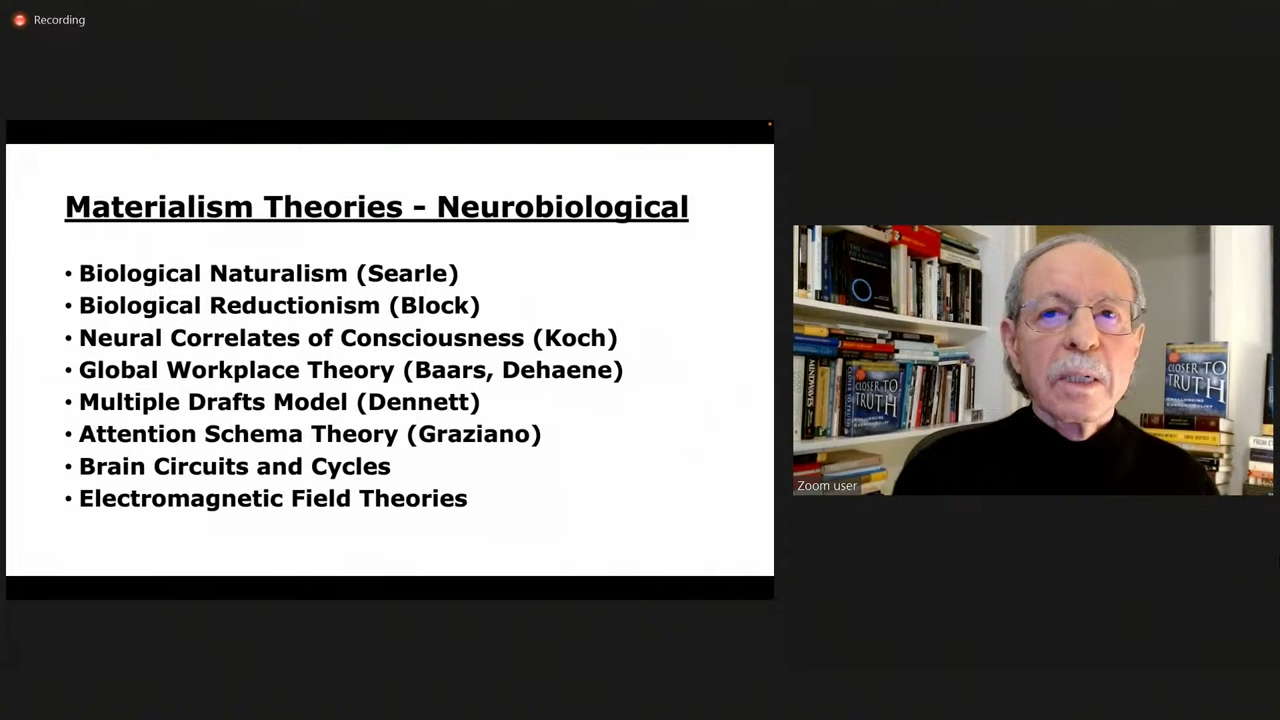 Recording
Materialism Theories - Neurobiological
• Biological Naturalism (Searle)
• Biological Reductionism (Block)
• Neural Correlates of Consciousness (Koch)
• Global Workplace Theory (Baars, Dehaene)
• Multiple Drafts Model (Dennett)
• Attention Schema Theory (Graziano)
• Brain Circuits and Cycles
• Electromagnetic Field Theories
MINDWAVES
CLOSER TO
TRUTH
CLOSER TO
TRUTH
CHALLENGING
Zoom user